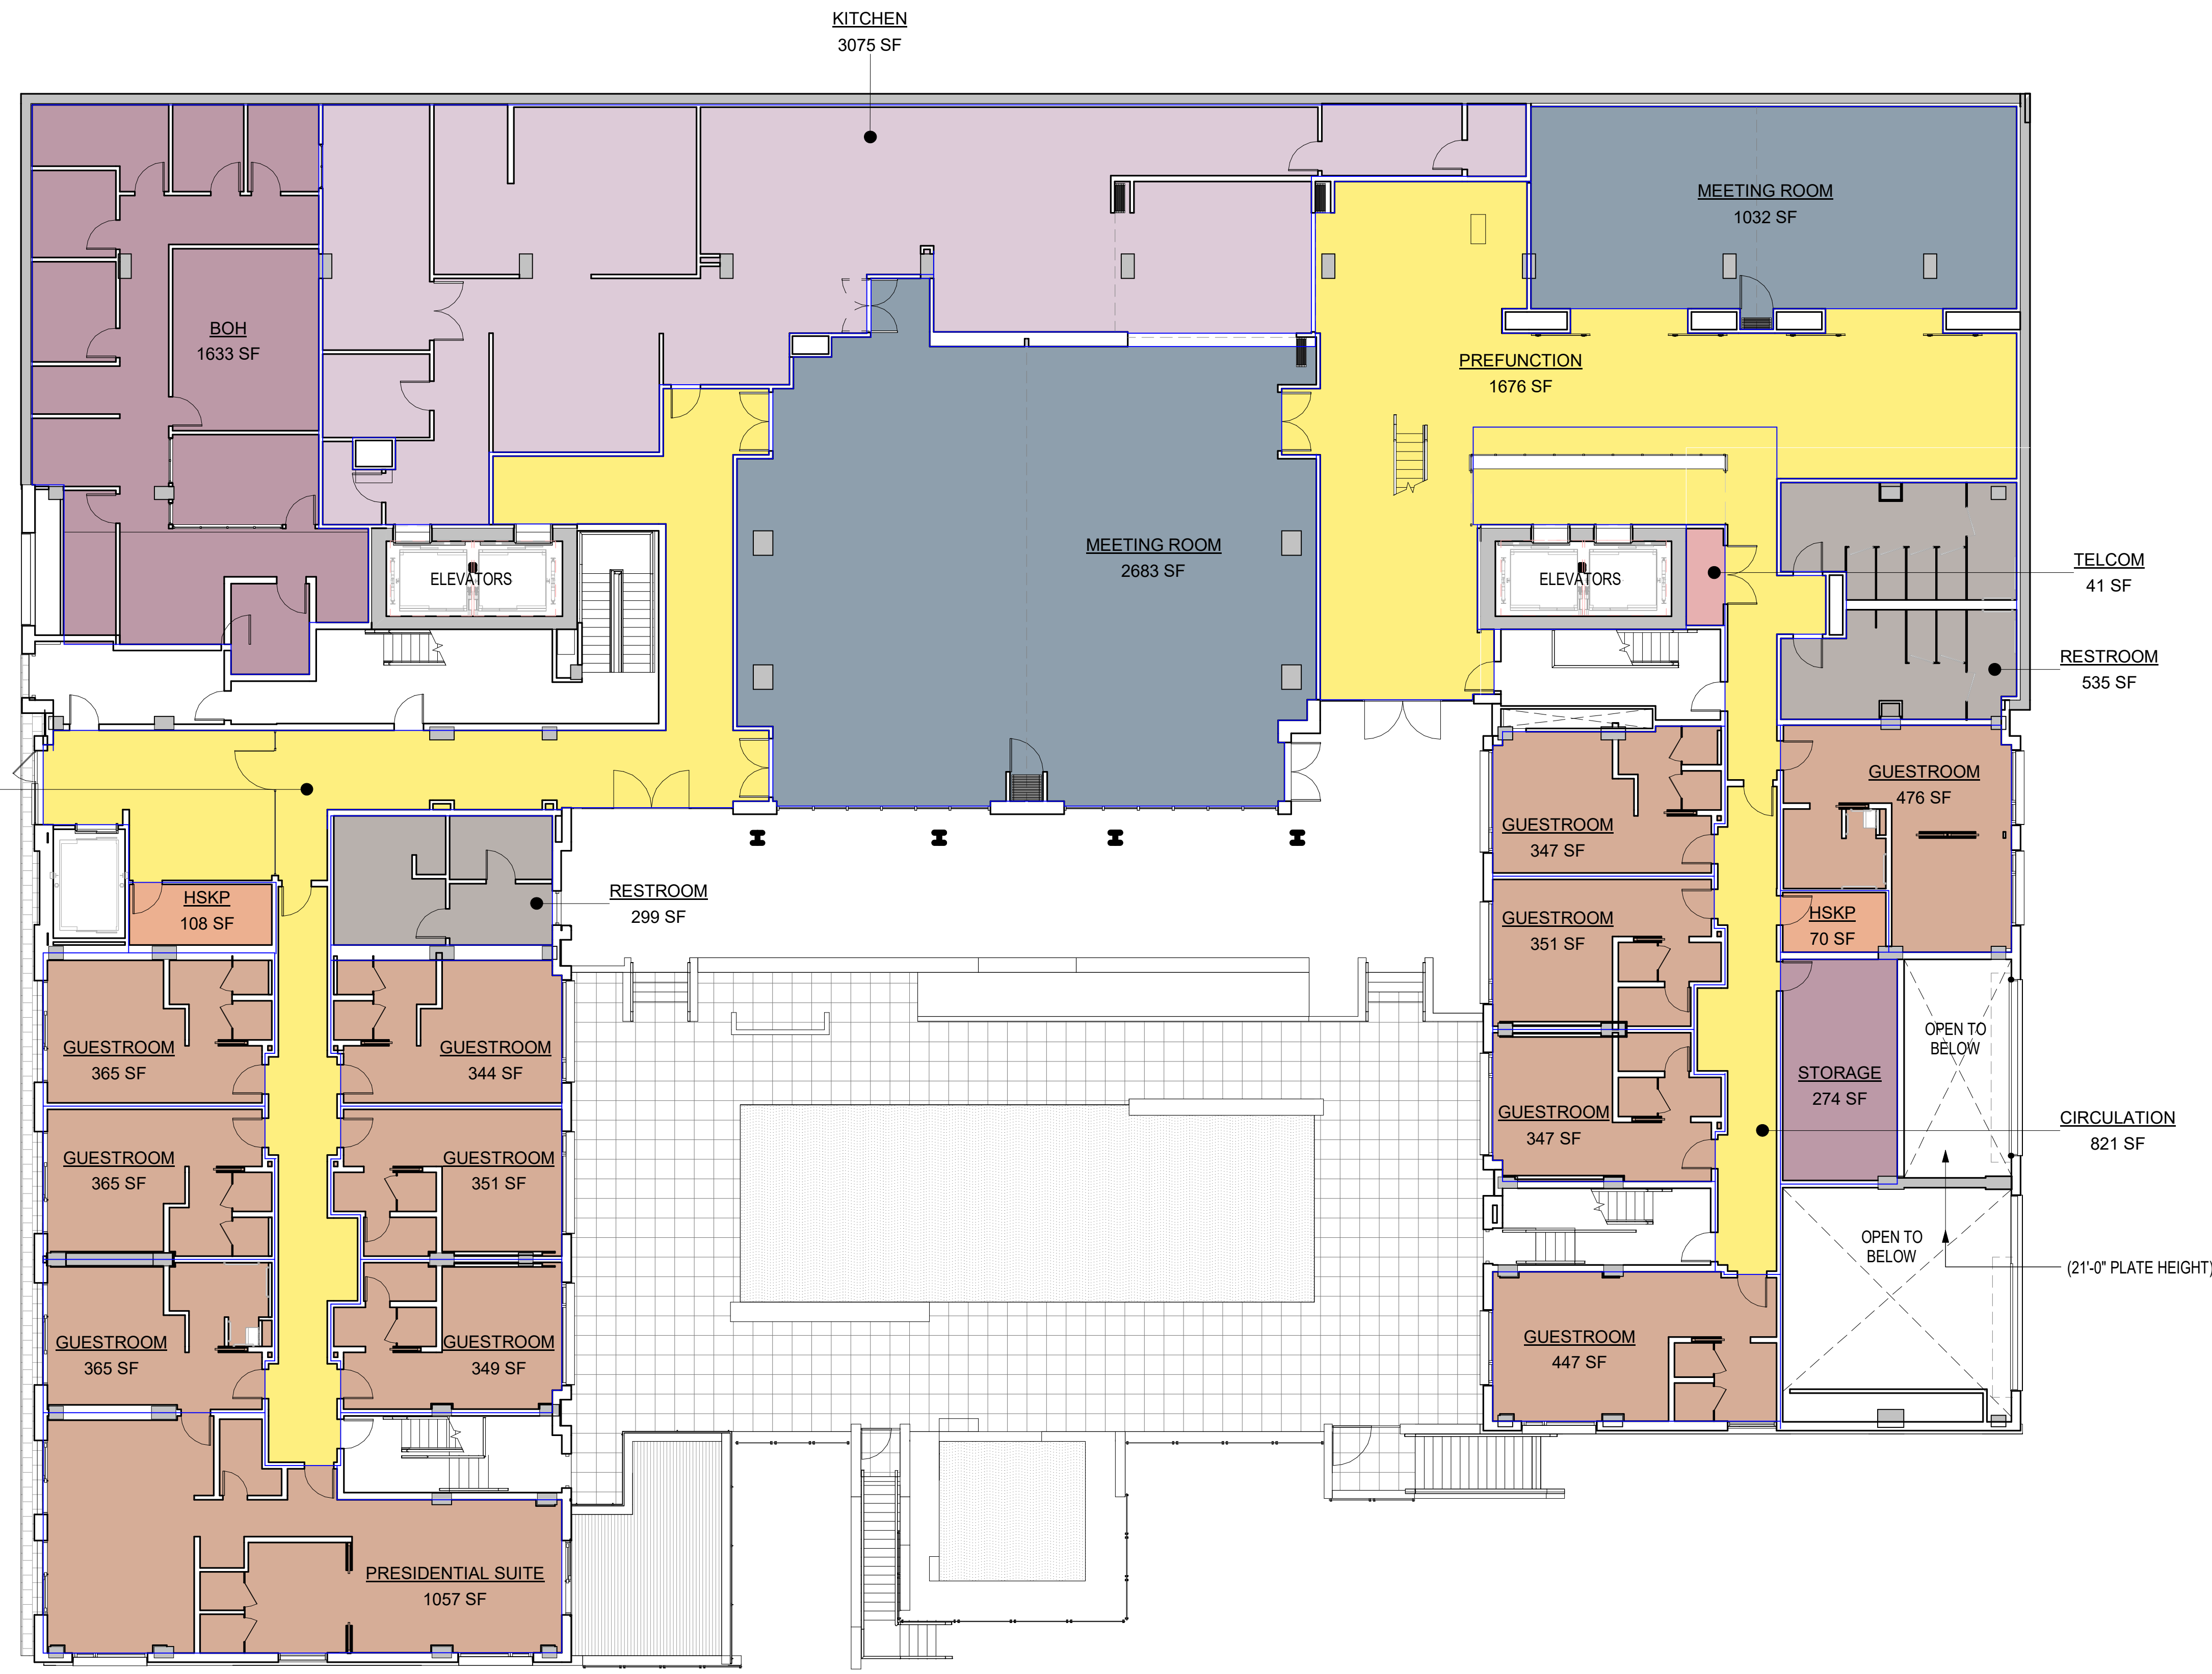 KITCHEN
3075 SF
MEETING ROOM
1032 SF
BOH
1633 SF
PREFUNCTION
1676 SF
MEETING ROOM
2683 SF
ELEVATORS
ELEVATORS
TELCOM
41 SF
RESTROOM
535 SF
GUESTROOM
476 SF
GUESTROOM
347 SF
HSKP
108 SF
RESTROOM
299 SF
GUESTROOM
351 SF
HSKP
70 SF
GUESTROOM
365 SF
GUESTROOM
344 SF
OPEN TO
BELOW
STORAGE
274 SF
GUESTROOM
347 SF
CIRCULATION
821 SF
GUESTROOM
365 SF
GUESTROOM
351 SF
OPEN TO
BELOW
(21'-0" PLATE HEIGHT)
GUESTROOM
365 SF
GUESTROOM
349 SF
GUESTROOM
447 SF
PRESIDENTIAL SUITE
1057 SF